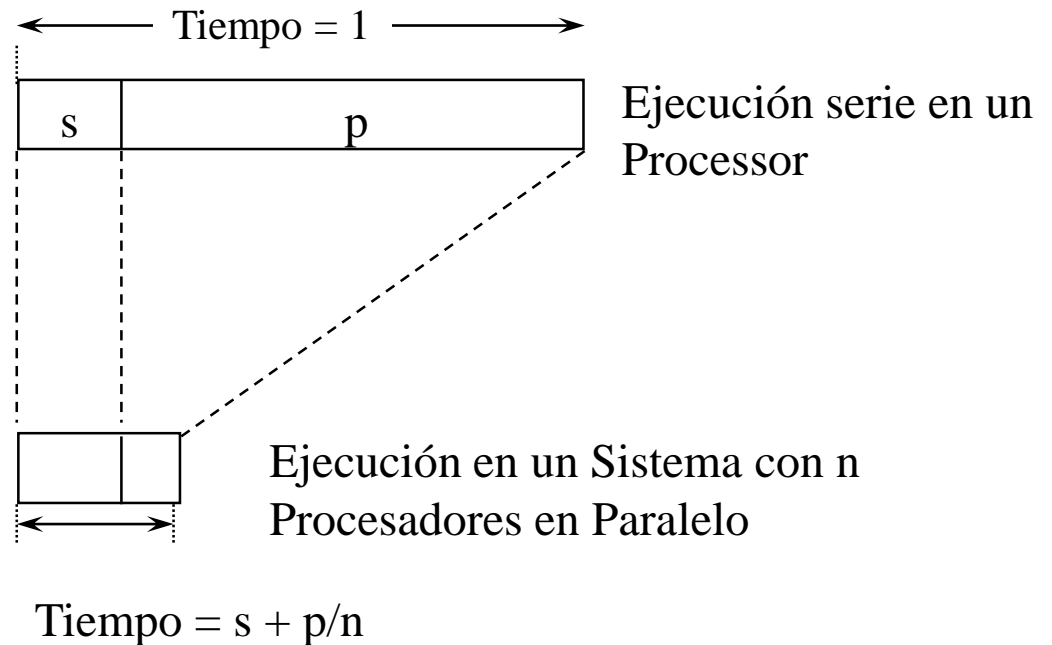 Tiempo = 1
s
p
Ejecución serie en un
Processor
Ejecución en un Sistema con n
Procesadores en Paralelo
Tiempo = s + p/n